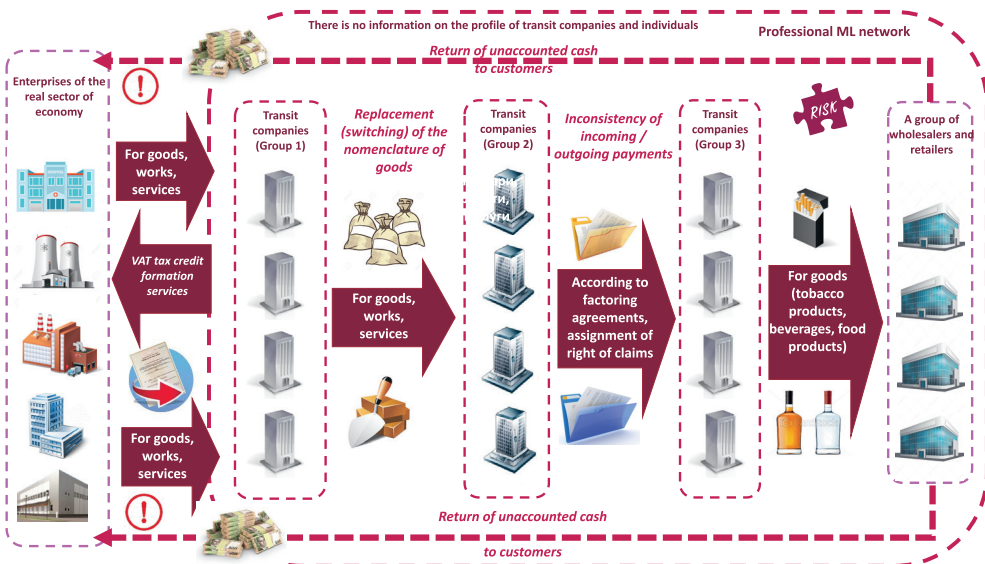 There is no information on the profile of transit companies and individuals
Professional ML network
Return of unaccounted cash
to customers
Enterprises of the
real sector of
economy
For goods,
works,
services
VAT tax credit
formation
services
For goods,
works,
services
Transit
companies
(Group 1)
Replacement
(switching) of the
nomenclature of
goods
For goods,
works,
services
Transit
companies
(Group 2)
Inconsistency of
incoming /
outgoing payments
According to
factoring
agreements,
assignment of
right of claims
Transit
companies
(Group 3)
RISK
For goods
(tobacco
products,
beverages, food
products)
A group of
wholesalers and
retailers
Return of unaccounted cash
to customers